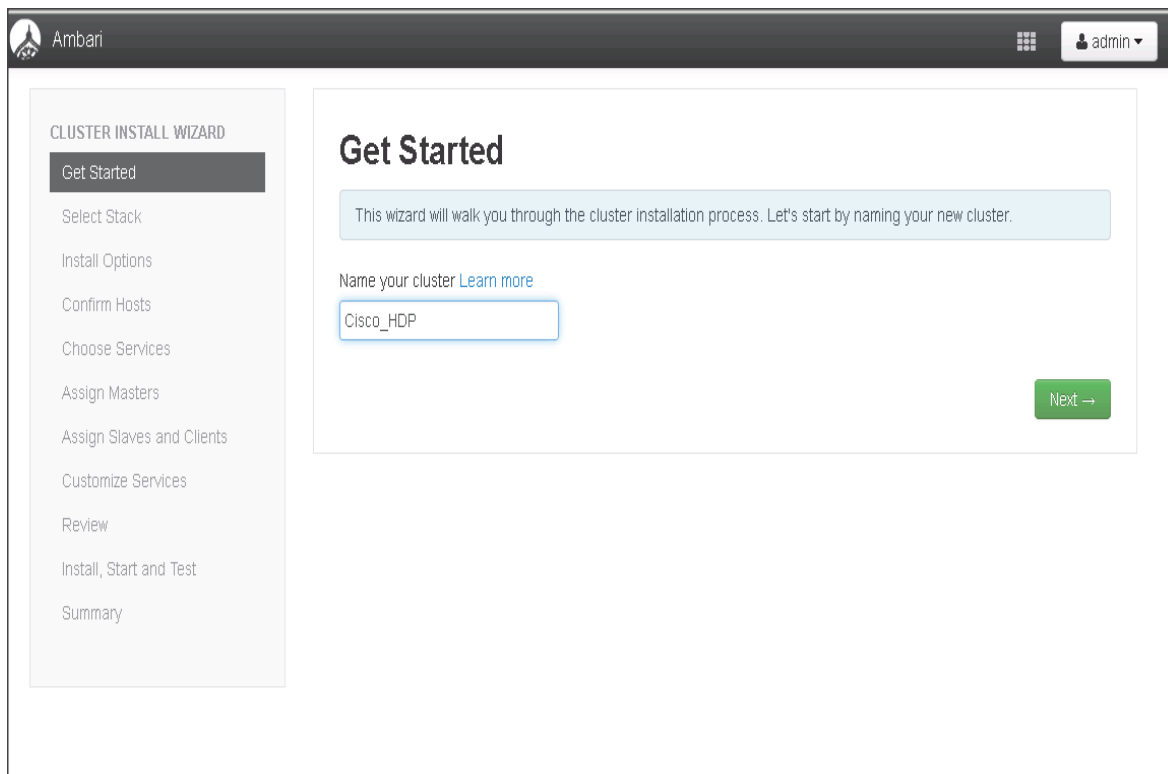 Ambari
admin
CLUSTER INSTALL WIZARD
Get Started
Select Stack
Install Options
Confirm Hosts
Choose Services
Assign Masters
Assign Slaves and Clients
Customize Services
Review
Install, Start and Test
Summary
Get Started
This wizard will walk you through the cluster installation process. Let's start by naming your new cluster.
Name your cluster Learn more
Cisco_HDP
Next →